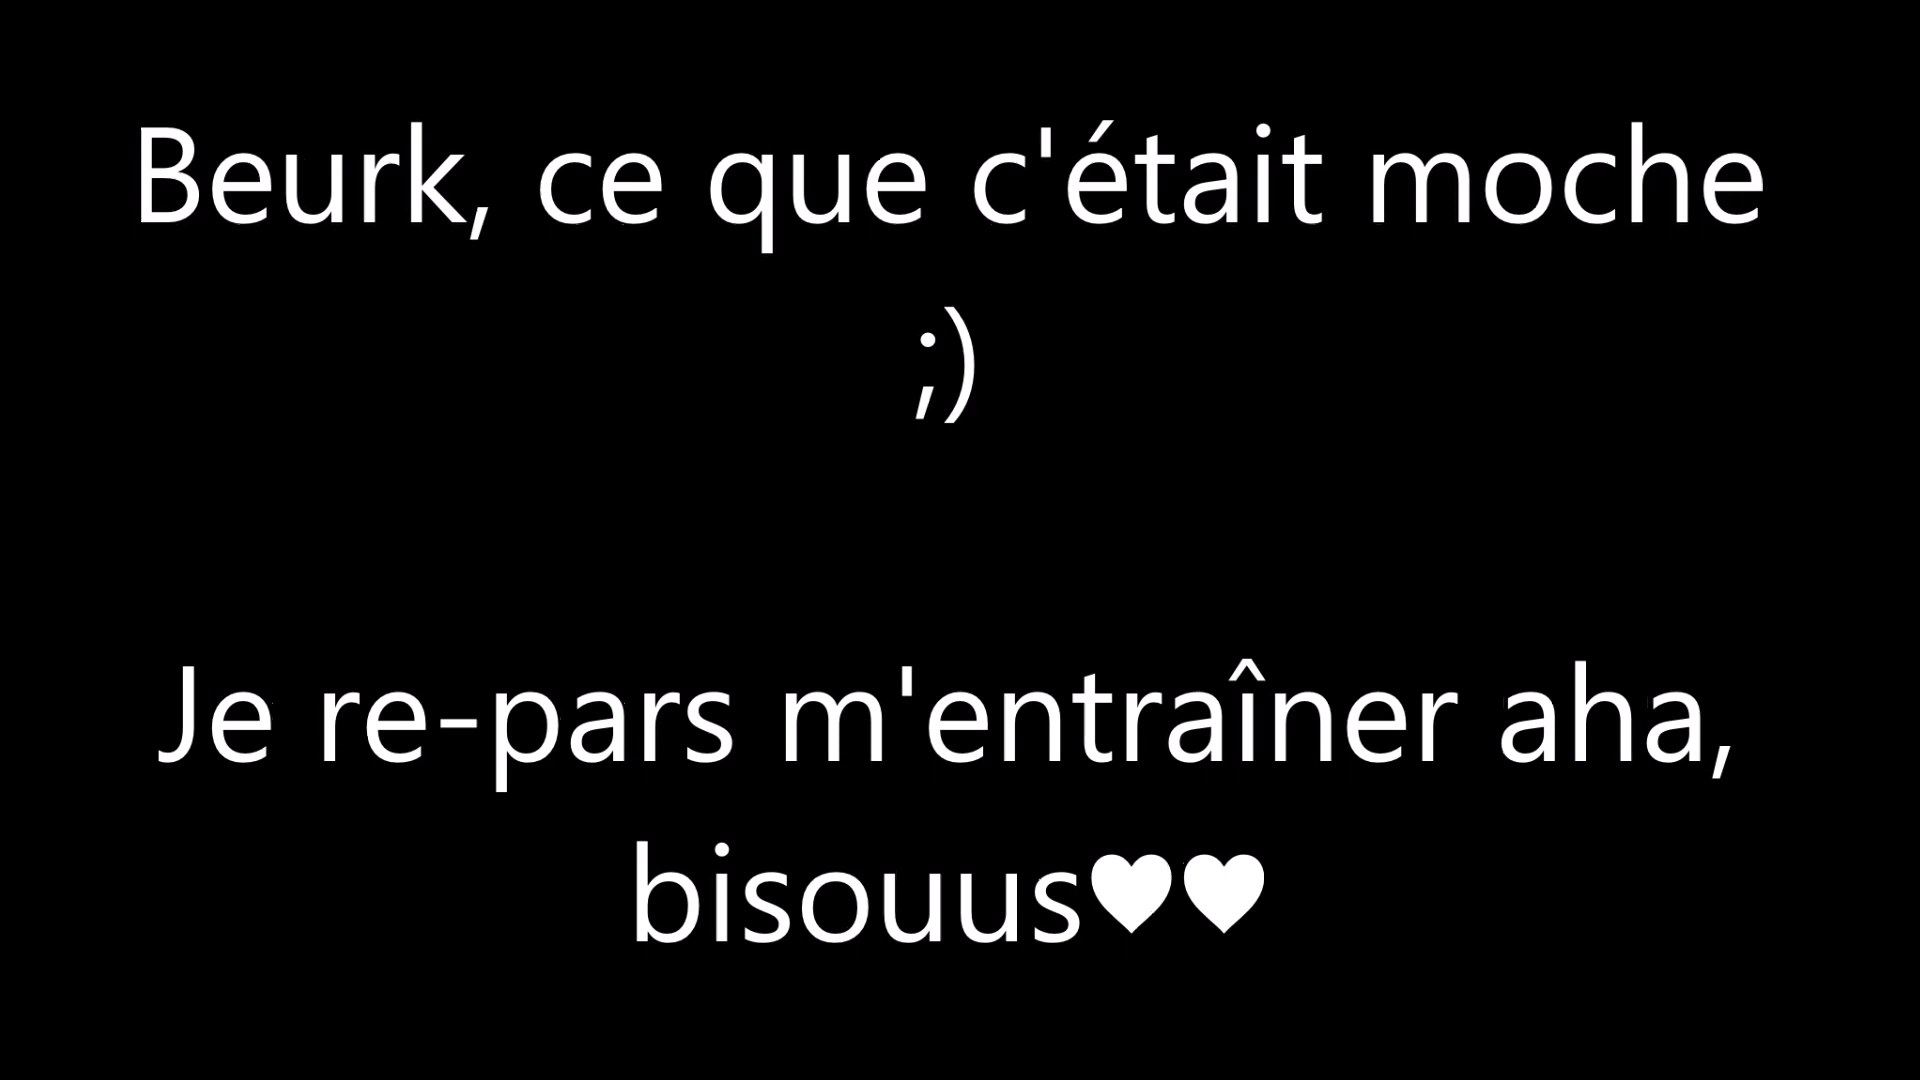 Beurk, ce que c'était moche
;)
Je re-pars m'entraîner aha,
bisouus♥♥